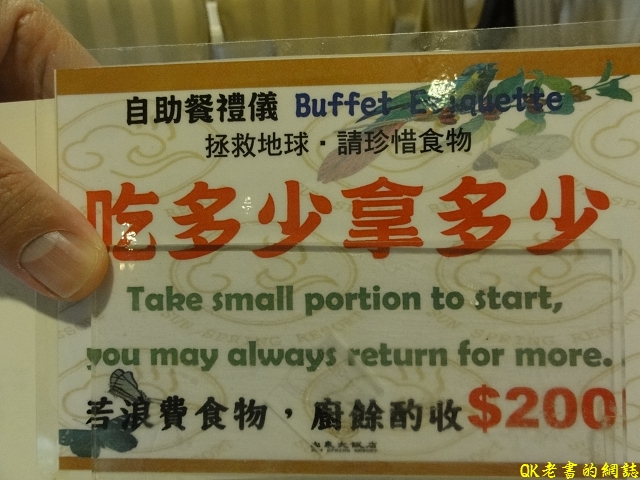 自助餐禮儀 Buffet Etiquette
拯救地球‧請珍惜食物
吃多少拿多少
Take small portion to start,
you may always return for more.
若浪費食物，廚餘酌收$200
QK老書的網誌